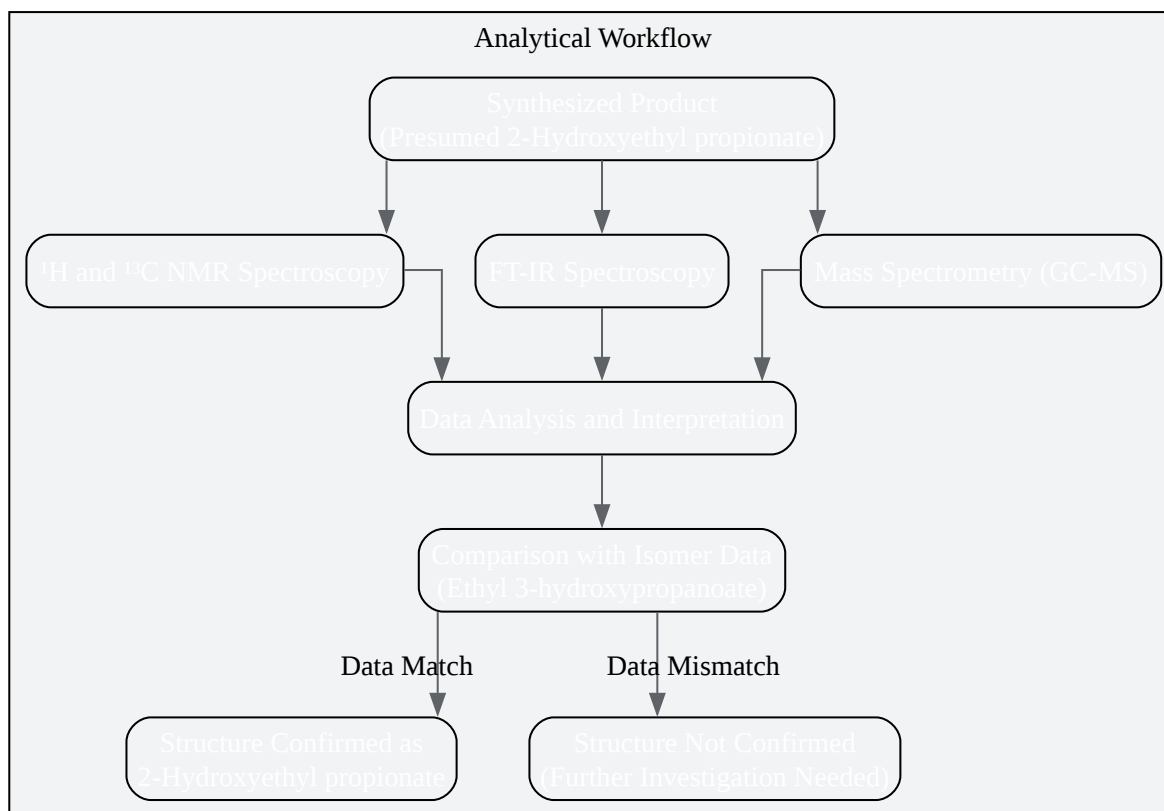 Analytical Workflow
Synthesized Product
(Presumed 2-Hydroxyethyl propionate)
¹H and ¹³C NMR Spectroscopy
FT-IR Spectroscopy
Mass Spectrometry (GC-MS)
Data Analysis and Interpretation
Comparison with Isomer Data
(Ethyl 3-hydroxypropanoate)
Data Match
Data Mismatch
Structure Confirmed as
2-Hydroxyethyl propionate
Structure Not Confirmed
(Further Investigation Needed)